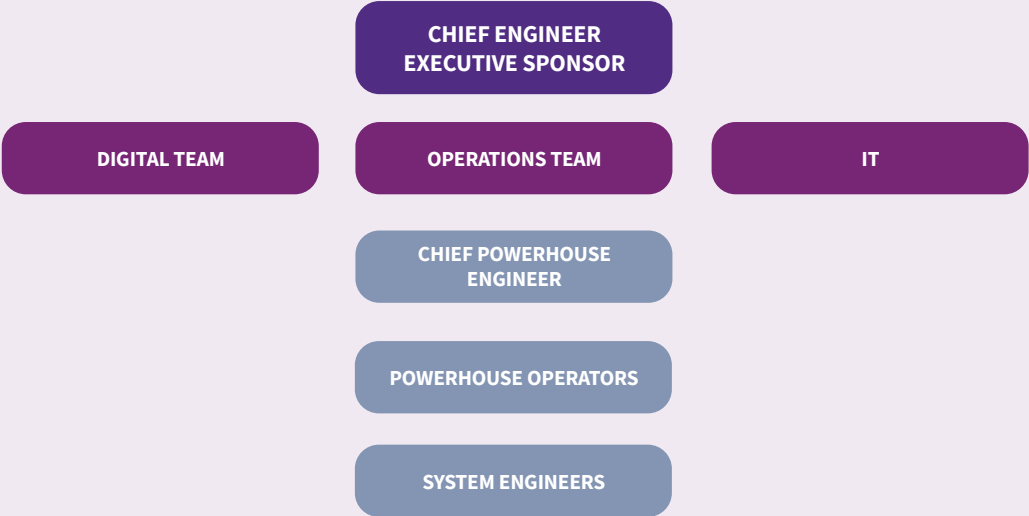 CHIEF ENGINEER
EXECUTIVE SPONSOR
DIGITAL TEAM
OPERATIONS TEAM
IT
CHIEF POWERHOUSE
ENGINEER
POWERHOUSE OPERATORS
SYSTEM ENGINEERS